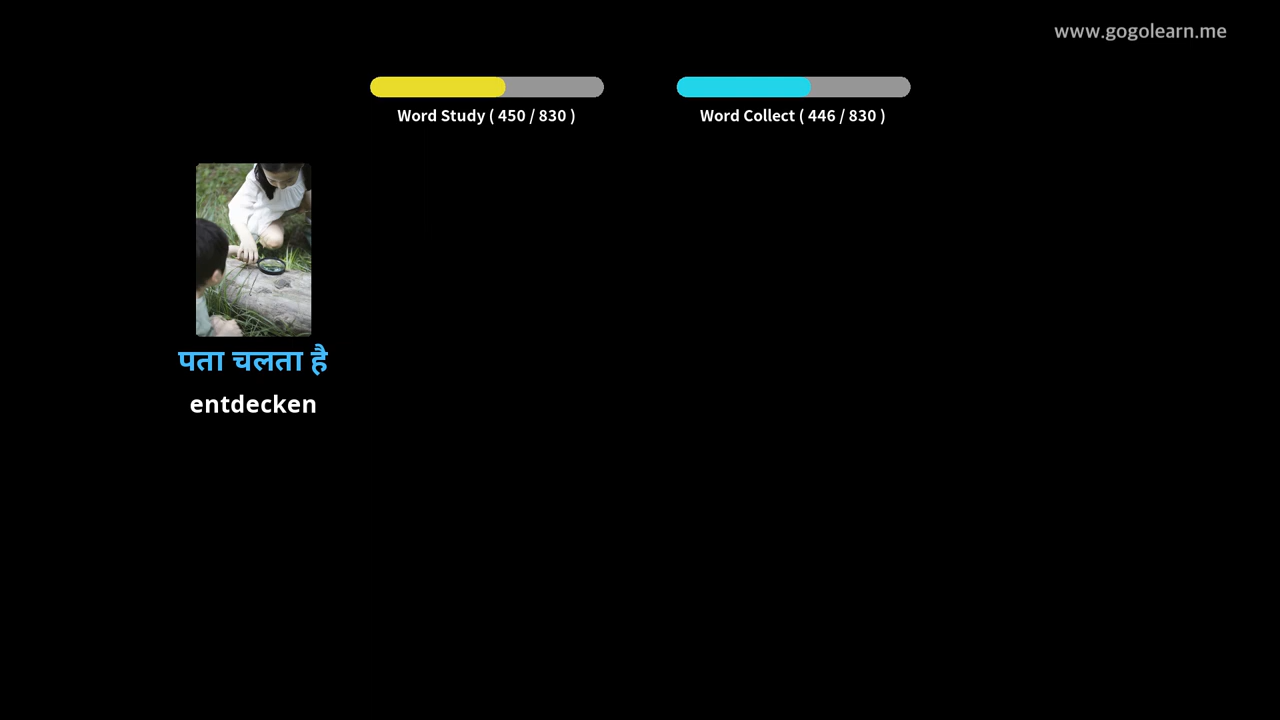 www.gogolearn.me
Word Study ( 450 / 830 )
Word Collect ( 446 / 830 )
पता चलता है
entdecken